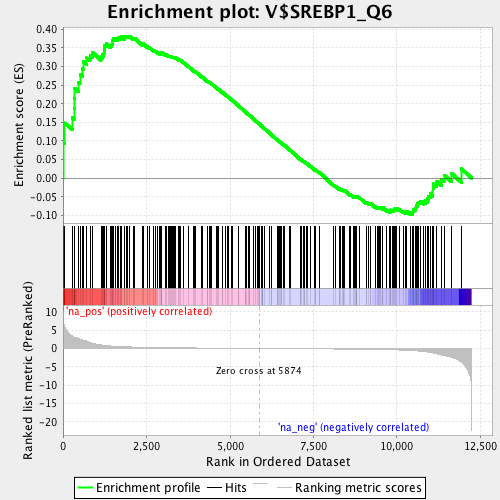 Enrichment plot: V$SREBP1_Q6
Enrichment score (ES)
0.40
0.35
0.30
0.25
0.20
0.15
0.10
0.05
0.00
-0.05
-0.10
'na_pos' (positively correlated)
Ranked list metric (PreRanked)
10
5
0
-5
-10
-15
-20
Zero cross at 5874
'na_neg' (negatively correlated)
0
2,500
5,000
7,500
10,000
12,500
Rank in Ordered Dataset
Enrichment profile
Hits
Ranking metric scores